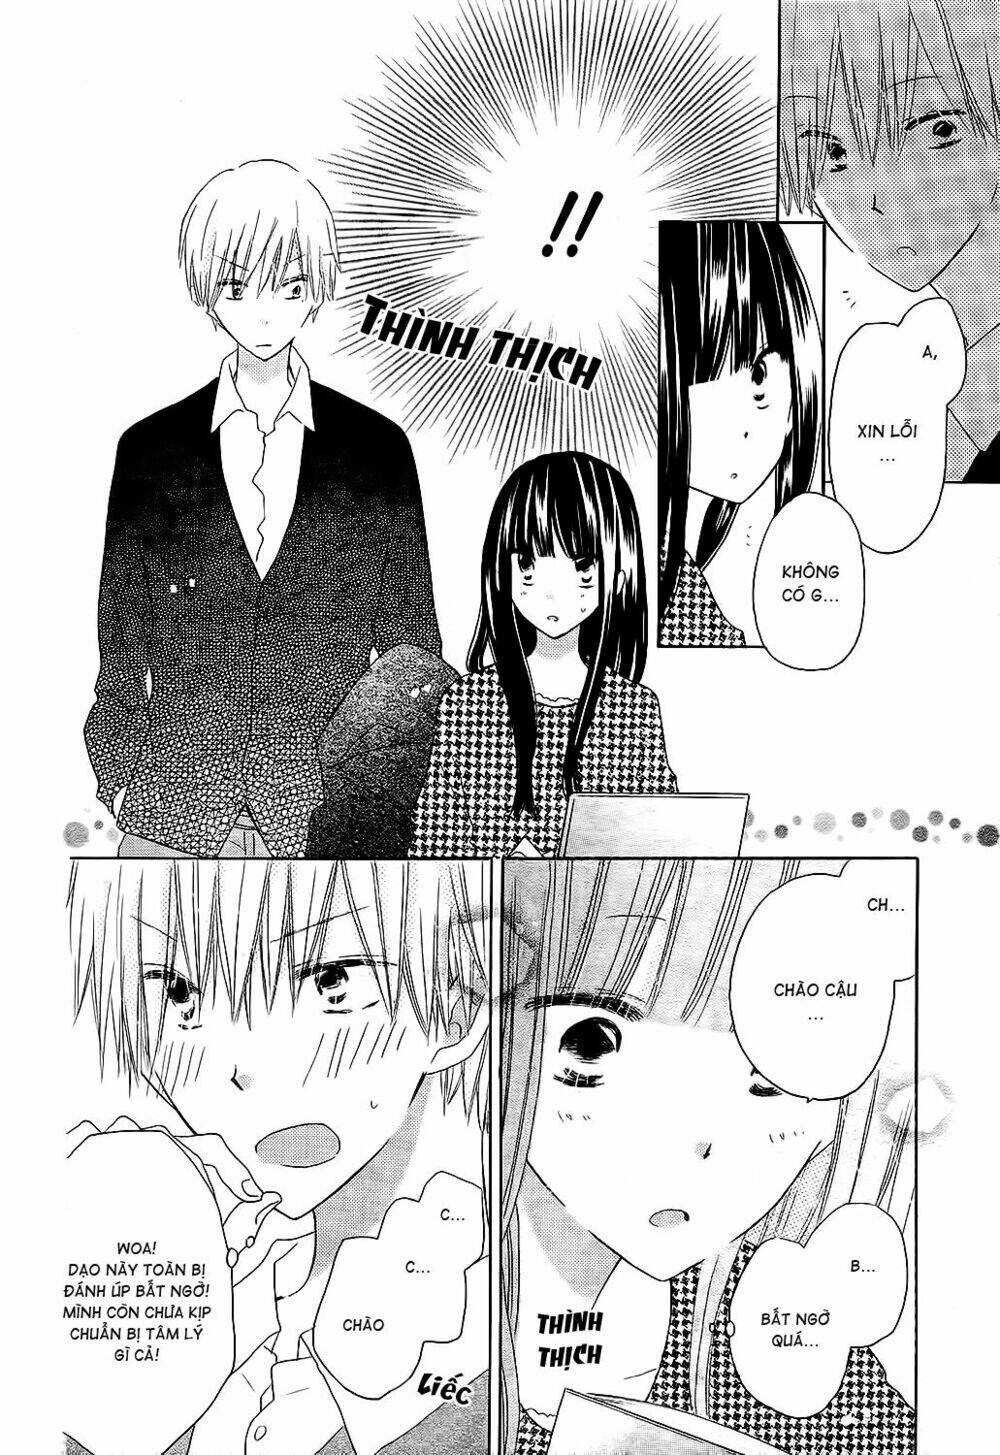 A,
XIN LỖI
...
KHÔNG
CÓ G...
!!
THÌNH THỊCH
CH...
CHÀO CẬU
...
B...
BẤT NGỜ
QUÁ...
THÌNH
THỊCH
C...
C...
CHÀO
LIẾC
WOA!
DẠO NÀY TOÀN BỊ
ĐÁNH ÚP BẤT NGỜ!
MÌNH CÒN CHƯA KỊP
CHUẨN BỊ TÂM LÝ
GÌ CẢ!